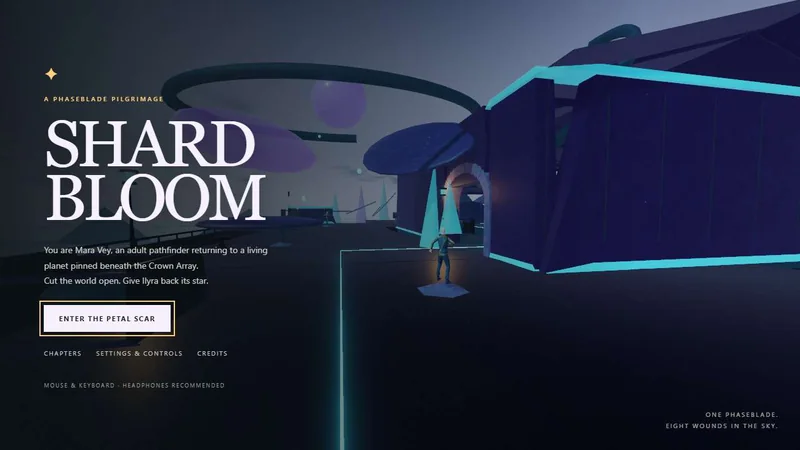 A PHASEBLADE PILGRIMAGE
SHARD
BLOOM
You are Mara Vey, an adult pathfinder returning to a living
planet pinned beneath the Crown Array.
Cut the world open. Give Ilyra back its star.
ENTER THE PETAL SCAR
CHAPTERS SETTINGS & CONTROLS CREDITS
MOUSE & KEYBOARD · HEADPHONES RECOMMENDED
ONE PHASEBLADE.
EIGHT WOUNDS IN THE SKY.